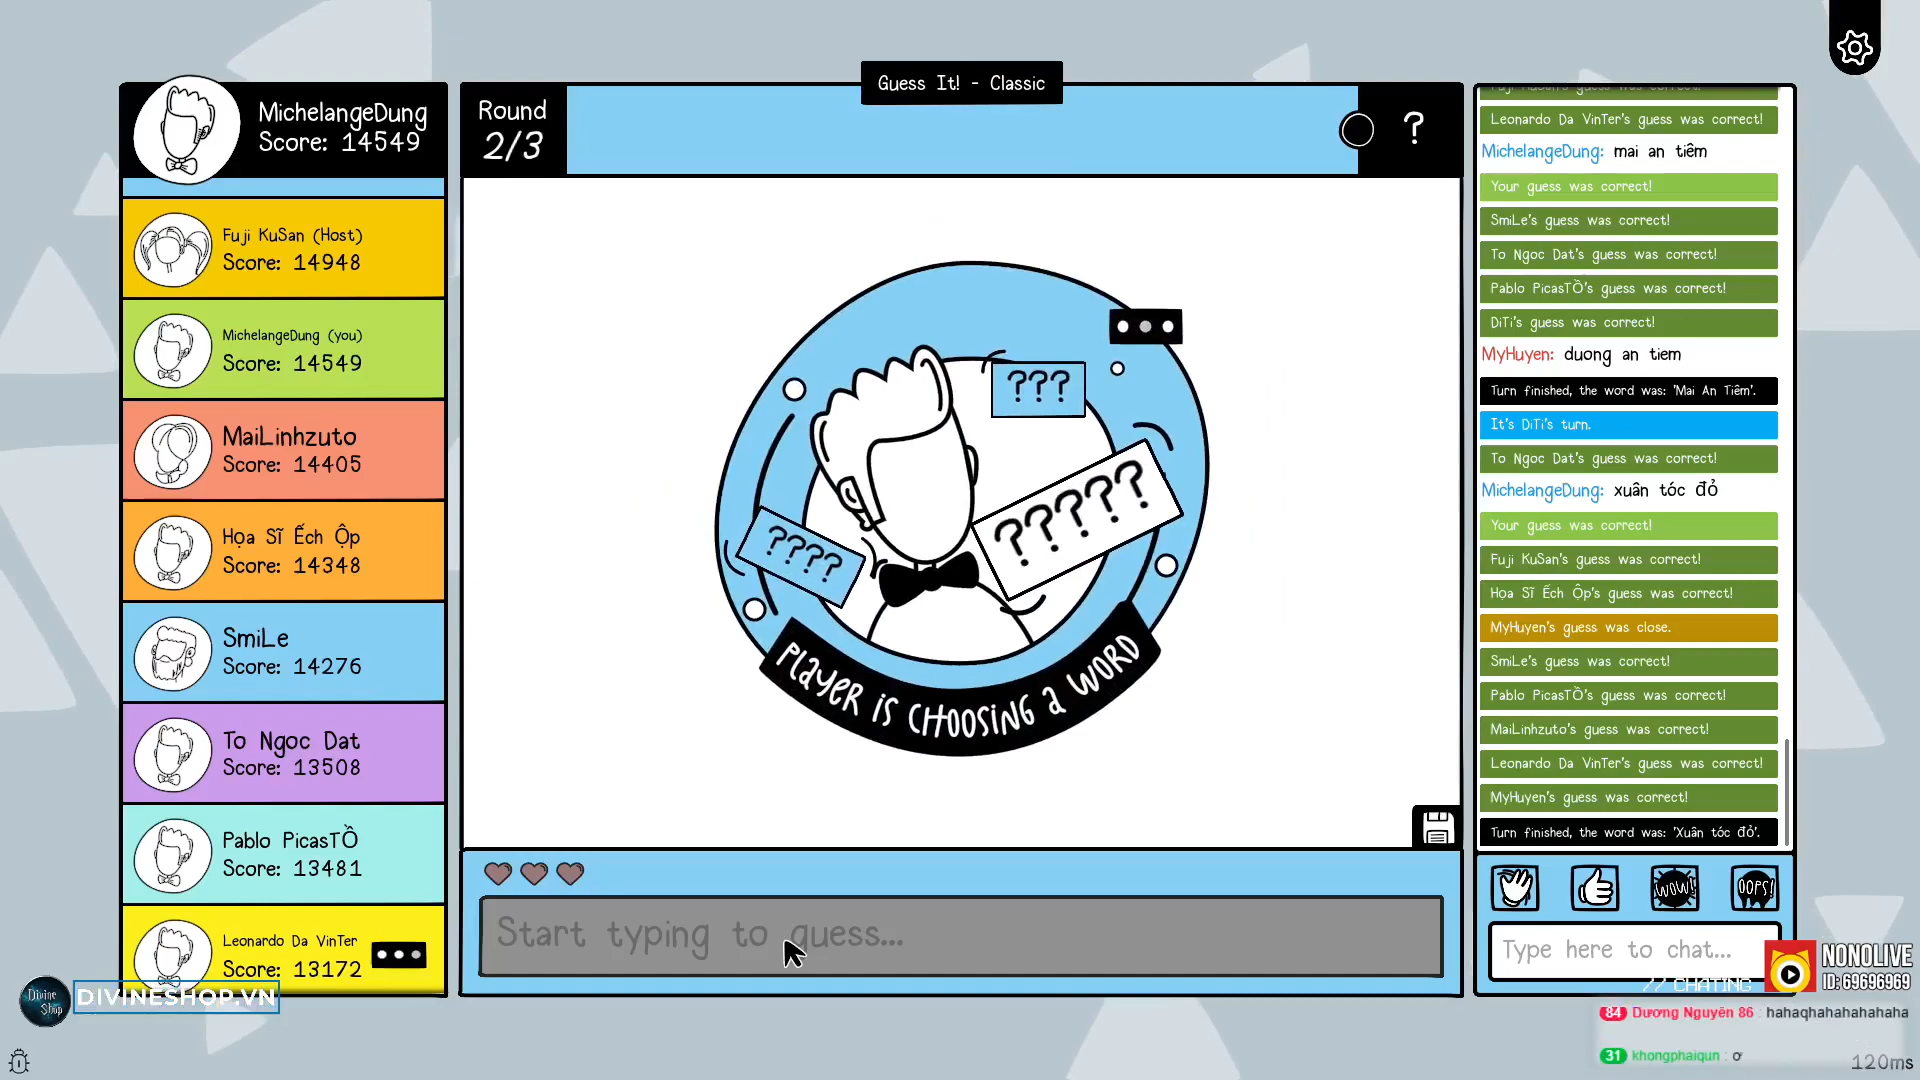 Guess It! - Classic
MichelangeDung
Score: 14549
Round
2/3
?
Fuji KuSan (Host)
Score: 14948
MichelangeDung (you)
Score: 14549
MaiLinhzuto
Score: 14405
Họa Sĩ Ếch Ộp
Score: 14348
SmiLe
Score: 14276
To Ngoc Dat
Score: 13508
Pablo PicasTỒ
Score: 13481
Leonardo Da VinTer
Score: 13172
???
?????
????
PLAYER IS CHOOSING A WORD
Start typing to guess...
Fuji KuSan's guess was correct!
Leonardo Da VinTer's guess was correct!
MichelangeDung: mai an tiêm
Your guess was correct!
SmiLe's guess was correct!
To Ngoc Dat's guess was correct!
Pablo PicasTỒ's guess was correct!
DiTi's guess was correct!
MyHuyen: duong an tiem
Turn finished, the word was: 'Mai An Tiêm'.
It's DiTi's turn.
To Ngoc Dat's guess was correct!
MichelangeDung: xuân tóc đỏ
Your guess was correct!
Fuji KuSan's guess was correct!
Họa Sĩ Ếch Ộp's guess was correct!
MyHuyen's guess was close.
SmiLe's guess was correct!
Pablo PicasTỒ's guess was correct!
MaiLinhzuto's guess was correct!
Leonardo Da VinTer's guess was correct!
MyHuyen's guess was correct!
Turn finished, the word was: 'Xuân tóc đỏ'.
WOW!
OOPS!
Type here to chat...
// CHATING
NONOLIVE
ID: 69696969
Divine
Shop
DIVINESHOP.VN
84 Dương Nguyên 86 : hahaqhahahahahaha
31 khongphaiqun : ơ
120ms